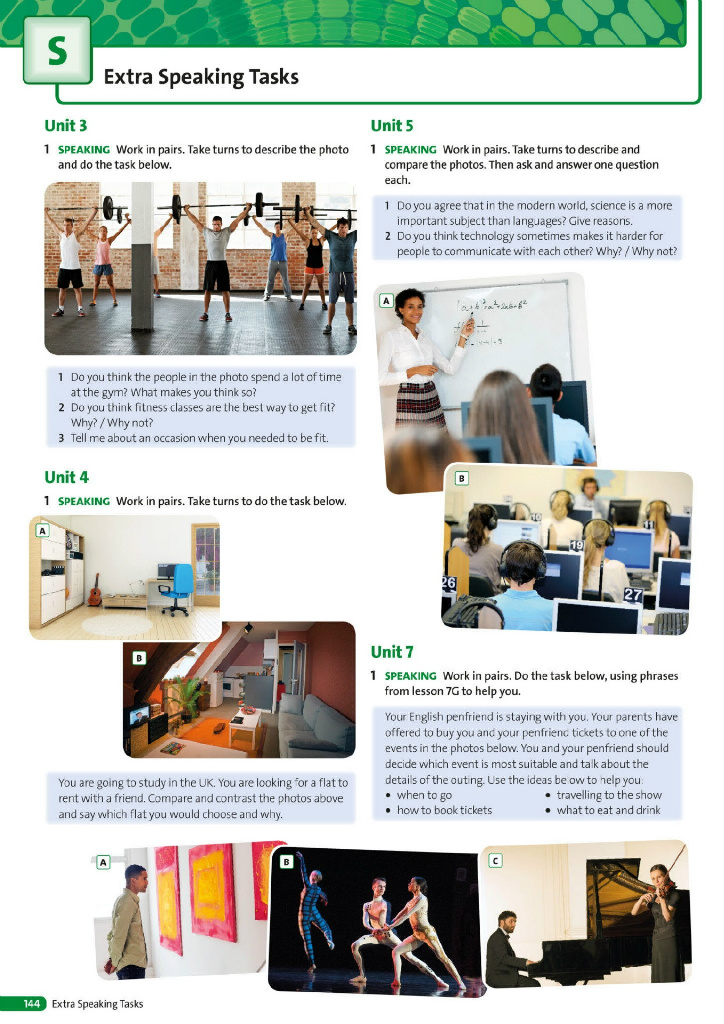 S
Extra Speaking Tasks
Unit 3
1 SPEAKING Work in pairs. Take turns to describe the photo
and do the task below.
1 Do you think the people in the photo spend a lot of time
at the gym? What makes you think so?
2 Do you think fitness classes are the best way to get fit?
Why? / Why not?
3 Tell me about an occasion when you needed to be fit.
Unit 4
1 SPEAKING Work in pairs. Take turns to do the task below.
A
B
You are going to study in the UK. You are looking for a flat to
rent with a friend. Compare and contrast the photos above
and say which flat you would choose and why.
Unit 5
1 SPEAKING Work in pairs. Take turns to describe and
compare the photos. Then ask and answer one question
each.
1 Do you agree that in the modern world, science is a more
important subject than languages? Give reasons.
2 Do you think technology sometimes makes it harder for
people to communicate with each other? Why? / Why not?
A
B
10
11
19
26
27
Unit 7
1 SPEAKING Work in pairs. Do the task below, using phrases
from lesson 7G to help you.
Your English penfriend is staying with you. Your parents have
offered to buy you and your penfriend tickets to one of the
events in the photos below. You and your penfriend should
decide which event is most suitable and talk about the
details of the outing. Use the ideas be ow to help you:
• when to go
• travelling to the show
• how to book tickets
• what to eat and drink
A
B
C
144 Extra Speaking Tasks